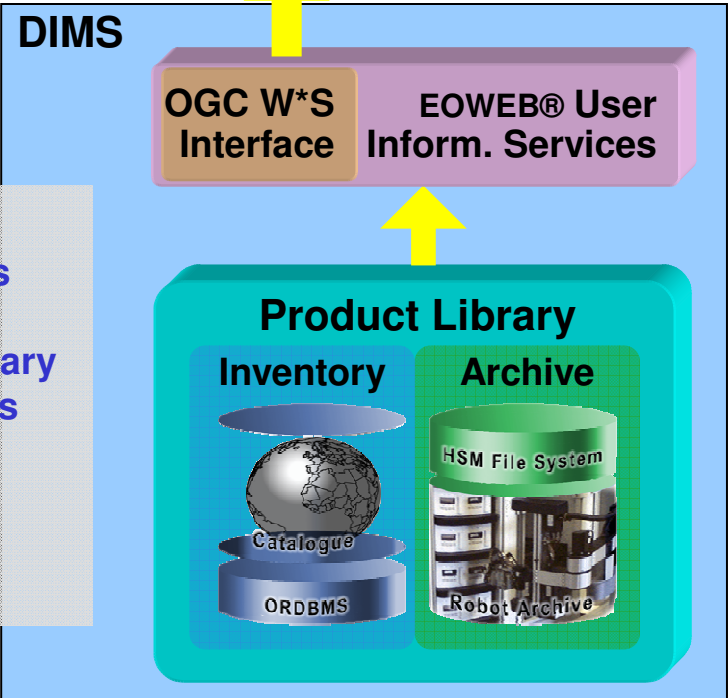 DIMS
OGC W*S
Interface
EOWEB® User
Inform. Services
Product Library
Inventory
Archive
Catalogue
ORDBMS
HSM File System
Robot Archive